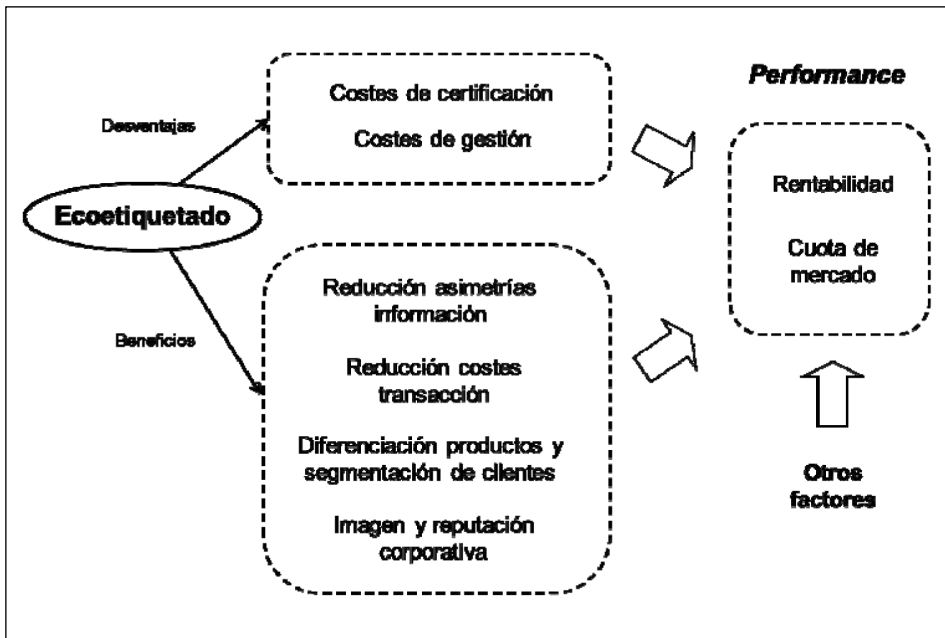 Performance
Costes de certificación
Desventajas
Costes de gestión
Rentabilidad
Ecoetiquetado
Cuota de
mercado
Reducción asimetrías
información
Beneficios
Reducción costes
transacción
Diferenciación productos y
segmentación de clientes
Otros
factores
Imagen y reputación
corporativa